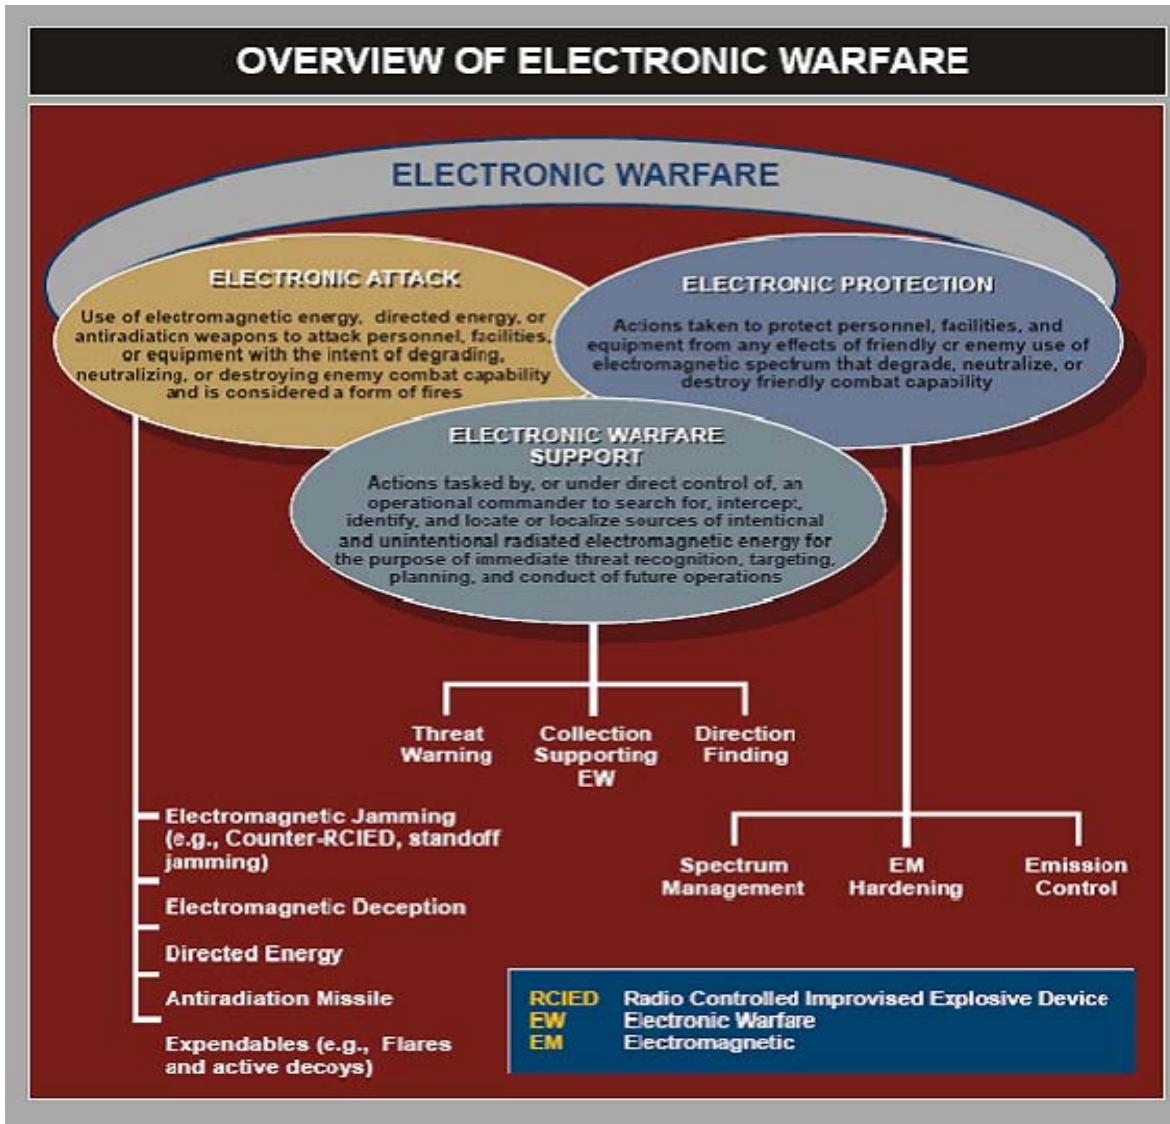 OVERVIEW OF ELECTRONIC WARFARE
ELECTRONIC WARFARE
ELECTRONIC ATTACK
Use of electromagnetic energy, directed energy, or
antiradiation weapons to attack personnel, facilities,
or equipment with the intent of degrading,
neutralizing, or destroying enemy combat capability
and is considered a form of fires
ELECTRONIC PROTECTION
Actions taken to protect personnel, facilities, and
equipment from any effects of friendly or enemy use of
electromagnetic spectrum that degrade, neutralize, or
destroy friendly combat capability
ELECTRONIC WARFARE
SUPPORT
Actions tasked by, or under direct control of, an
operational commander to search for, intercept,
identify, and locate or localize sources of intentional
and unintentional radiated electromagnetic energy for
the purpose of immediate threat recognition, targeting,
planning, and conduct of future operations
Threat
Warning
Collection
Supporting
EW
Direction
Finding
Electromagnetic Jamming
(e.g., Counter-RCIED, standoff
jamming)
Electromagnetic Deception
Directed Energy
Antiradiation Missile
Expendables (e.g., Flares
and active decoys)
Spectrum
Management
EM
Hardening
Emission
Control
RCIED Radio Controlled Improvised Explosive Device
EW Electronic Warfare
EM Electromagnetic